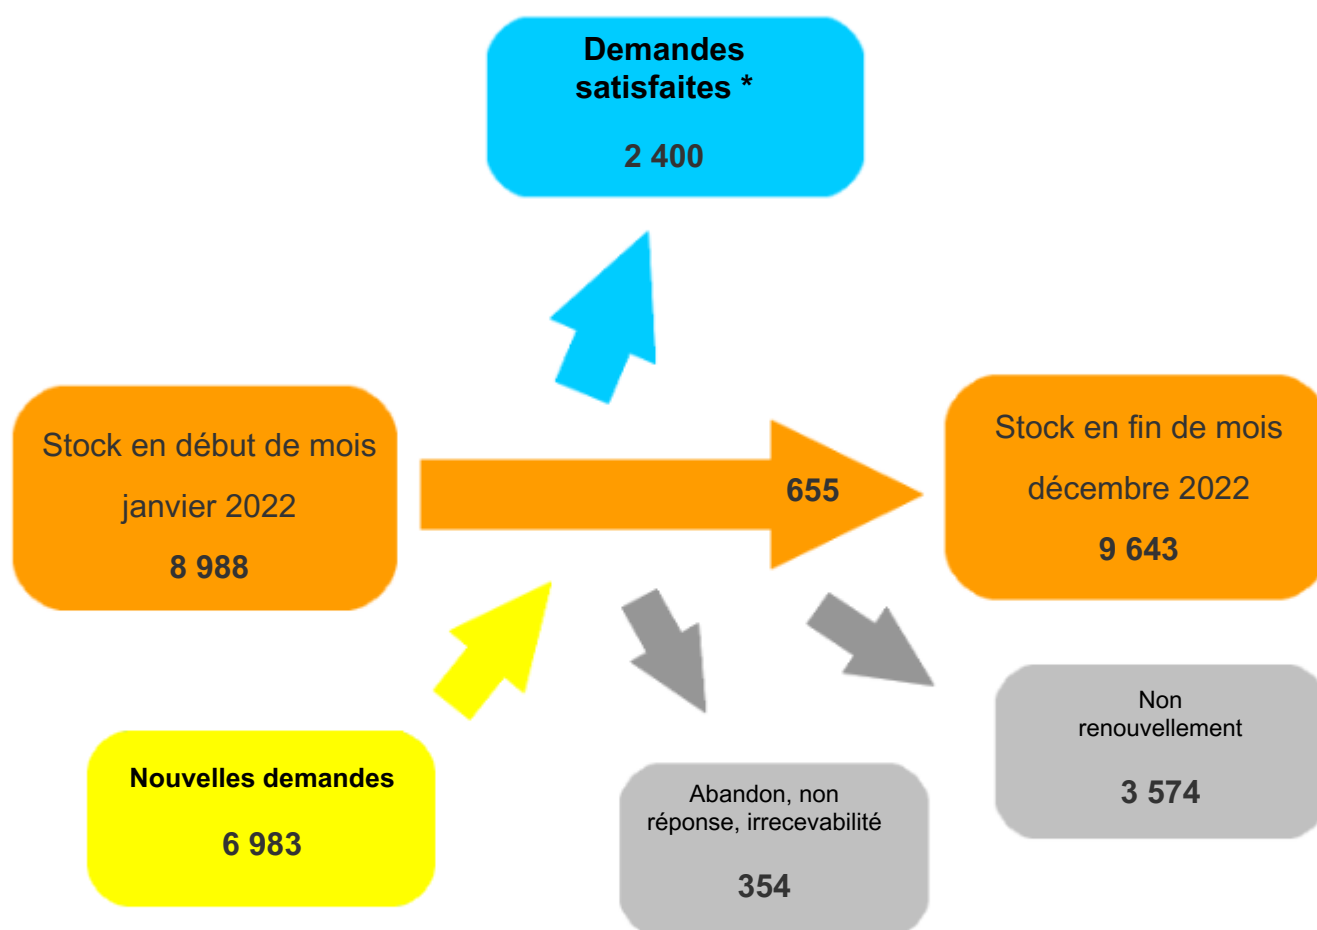 Demandes
satisfaites *
2 400
Stock en début de mois
janvier 2022
8 988
655
Stock en fin de mois
décembre 2022
9 643
Nouvelles demandes
6 983
Abandon, non
réponse, irrecevabilité
354
Non
renouvellement
3 574